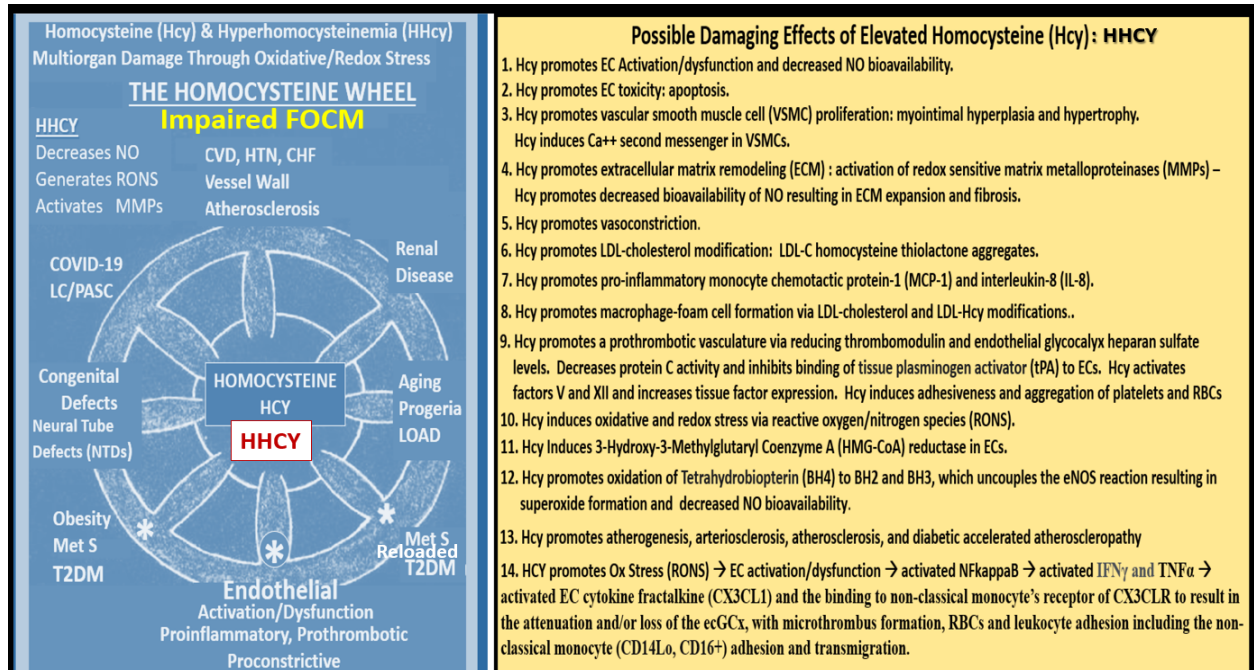 Homocysteine (Hcy) & Hyperhomocysteinemia (HHcy)
Multiorgan Damage Through Oxidative/Redox Stress
THE HOMOCYSTEINE WHEEL
Impaired FOCM
HHCY
Decreases NO
Generates RONS
Activates MMPs
CVD, HTN, CHF
Vessel Wall
Atherosclerosis
COVID-19
LC/PASC
Renal
Disease
Congenital
Defects
Neural Tube
Defects (NTDs)
HOMOCYSTEINE
HCY
HHCY
Aging
Progeria
LOAD
Obesity
Met S
T2DM
*
*
*
Met S
Reloaded
T2DM
Endothelial
Activation/Dysfunction
Proinflammatory, Prothrombotic
Proconstrictive
Possible Damaging Effects of Elevated Homocysteine (Hcy) : HHCY
1. Hcy promotes EC Activation/dysfunction and decreased NO bioavailability.
2. Hcy promotes EC toxicity: apoptosis.
3. Hcy promotes vascular smooth muscle cell (VSMC) proliferation: myointimal hyperplasia and hypertrophy.
Hcy induces Ca++ second messenger in VSMCs.
4. Hcy promotes extracellular matrix remodeling (ECM) : activation of redox sensitive matrix metalloproteinases (MMPs) –
Hcy promotes decreased bioavailability of NO resulting in ECM expansion and fibrosis.
5. Hcy promotes vasoconstriction.
6. Hcy promotes LDL-cholesterol modification: LDL-C homocysteine thiolactone aggregates.
7. Hcy promotes pro-inflammatory monocyte chemotactic protein-1 (MCP-1) and interleukin-8 (IL-8).
8. Hcy promotes macrophage-foam cell formation via LDL-cholesterol and LDL-Hcy modifications..
9. Hcy promotes a prothrombotic vasculature via reducing thrombomodulin and endothelial glycocalyx heparan sulfate
levels. Decreases protein C activity and inhibits binding of tissue plasminogen activator (tPA) to ECs. Hcy activates
factors V and XII and increases tissue factor expression. Hcy induces adhesiveness and aggregation of platelets and RBCs
10. Hcy induces oxidative and redox stress via reactive oxygen/nitrogen species (RONS).
11. Hcy Induces 3-Hydroxy-3-Methylglutaryl Coenzyme A (HMG-CoA) reductase in ECs.
12. Hcy promotes oxidation of Tetrahydrobiopterin (BH4) to BH2 and BH3, which uncouples the eNOS reaction resulting in
superoxide formation and decreased NO bioavailability.
13. Hcy promotes atherogenesis, arteriosclerosis, atherosclerosis, and diabetic accelerated atheroscleropathy
14. HCY promotes Ox Stress (RONS) → EC activation/dysfunction → activated NFkappaB → activated IFNγ and TNFα →
activated EC cytokine fractalkine (CX3CL1) and the binding to non-classical monocyte's receptor of CX3CLR to result in
the attenuation and/or loss of the ecGCx, with microthrombus formation, RBCs and leukocyte adhesion including the non-
classical monocyte (CD14Lo, CD16+) adhesion and transmigration.